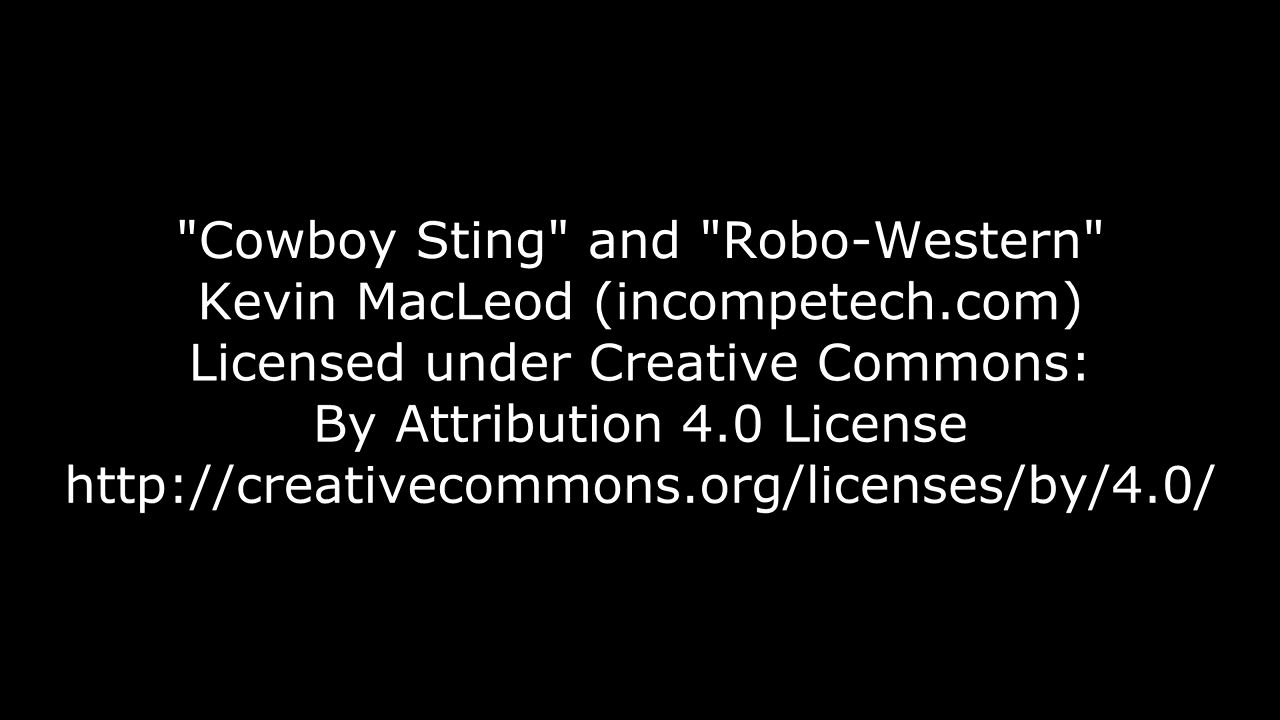 "Cowboy Sting" and "Robo-Western"
Kevin MacLeod (incompetech.com)
Licensed under Creative Commons:
By Attribution 4.0 License
http://creativecommons.org/licenses/by/4.0/